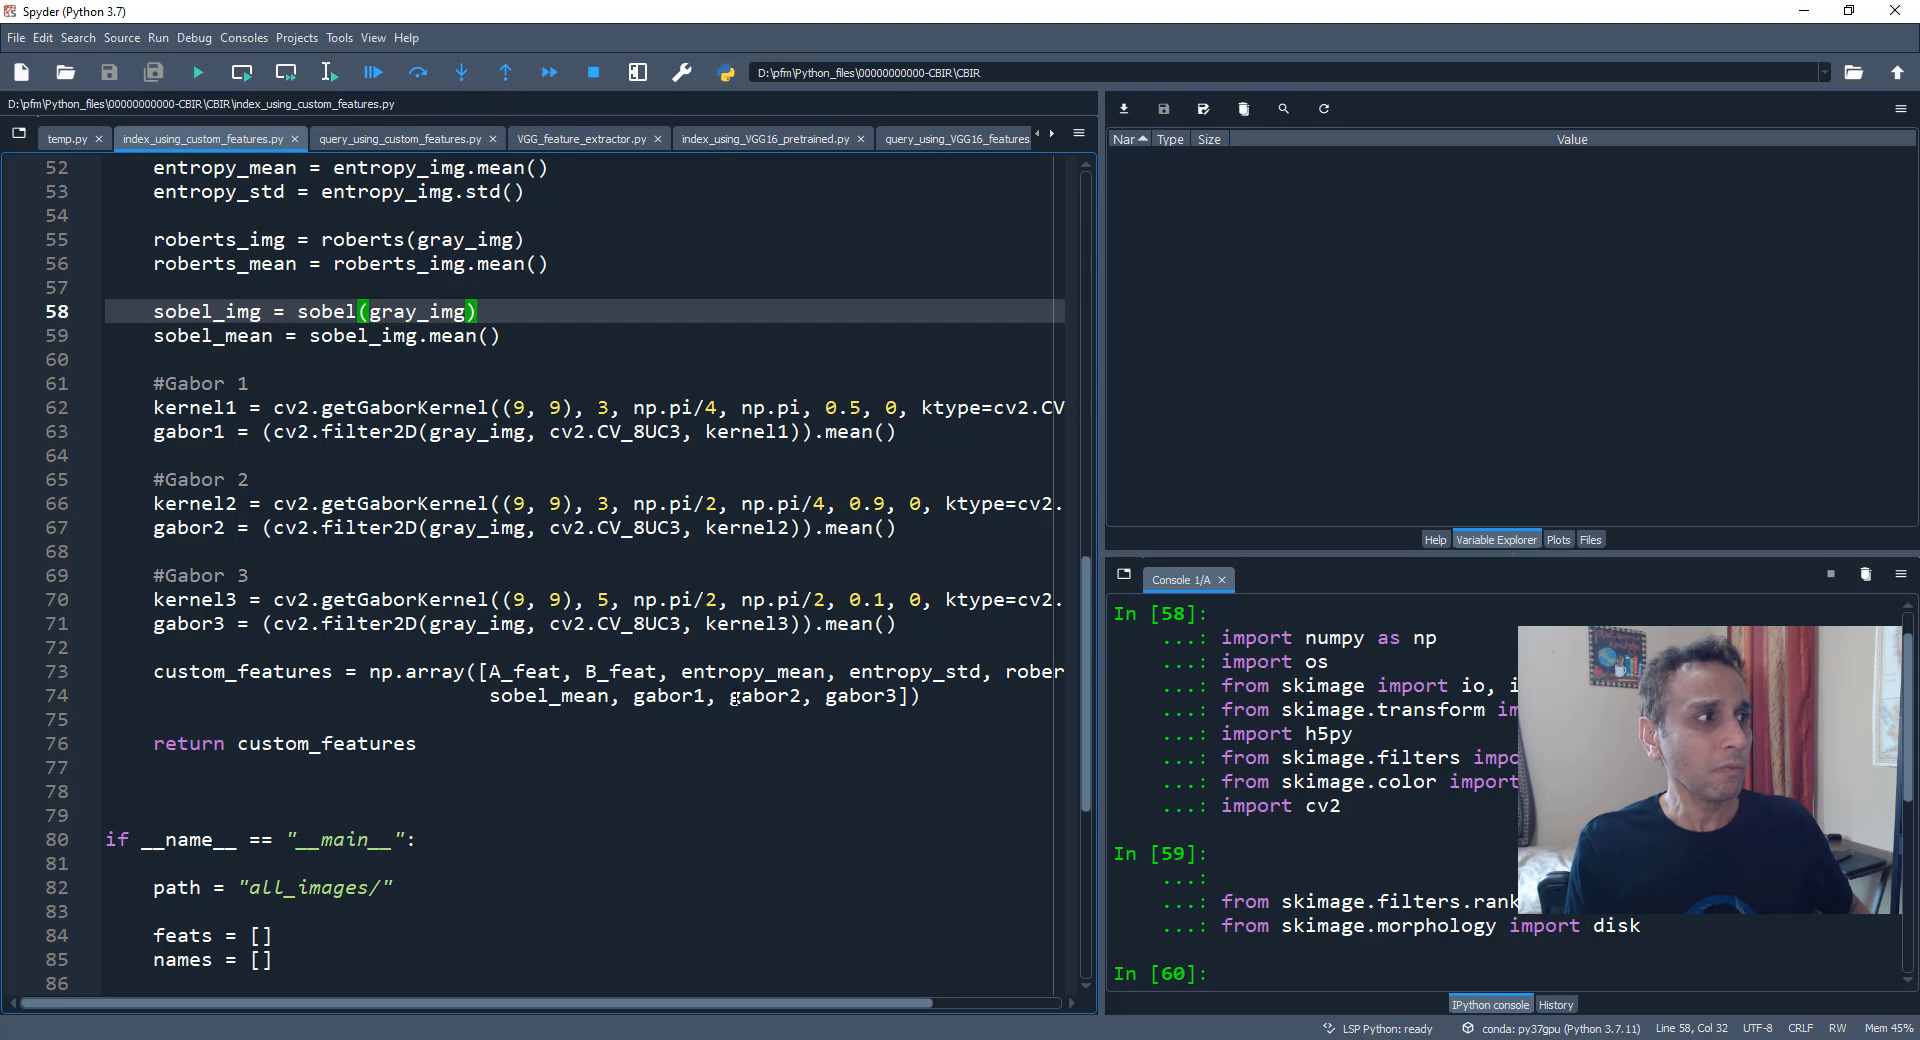 Spyder (Python 3.7)
File Edit Search Source Run Debug Consoles Projects Tools View Help
D:\pfm\Python_files\00000000000-CBIR\CBIR
D:\pfm\Python_files\00000000000-CBIR\CBIR\index_using_custom_features.py
temp.py index_using_custom_features.py query_using_custom_features.py VGG_feature_extractor.py index_using_VGG16_pretrained.py query_using_VGG16_features
52 entropy_mean = entropy_img.mean()
53 entropy_std = entropy_img.std()
54
55 roberts_img = roberts(gray_img)
56 roberts_mean = roberts_img.mean()
57
58 sobel_img = sobel(gray_img)
59 sobel_mean = sobel_img.mean()
60
61 #Gabor 1
62 kernel1 = cv2.getGaborKernel((9, 9), 3, np.pi/4, np.pi, 0.5, 0, ktype=cv2.CV
63 gabor1 = (cv2.filter2D(gray_img, cv2.CV_8UC3, kernel1)).mean()
64
65 #Gabor 2
66 kernel2 = cv2.getGaborKernel((9, 9), 3, np.pi/2, np.pi/4, 0.9, 0, ktype=cv2.
67 gabor2 = (cv2.filter2D(gray_img, cv2.CV_8UC3, kernel2)).mean()
68
69 #Gabor 3
70 kernel3 = cv2.getGaborKernel((9, 9), 5, np.pi/2, np.pi/2, 0.1, 0, ktype=cv2.
71 gabor3 = (cv2.filter2D(gray_img, cv2.CV_8UC3, kernel3)).mean()
72
73 custom_features = np.array([A_feat, B_feat, entropy_mean, entropy_std, rober
74 sobel_mean, gabor1, gabor2, gabor3])
75
76 return custom_features
77
78
79
80 if __name__ == "__main__":
81
82 path = "all_images/"
83
84 feats = []
85 names = []
86
Nar Type Size Value
Help Variable Explorer Plots Files
Console 1/A
In [58]:
...: import numpy as np
...: import os
...: from skimage import io, i
...: from skimage.transform im
...: import h5py
...: from skimage.filters impo
...: from skimage.color import
...: import cv2
In [59]:
...:
...: from skimage.filters.rank
...: from skimage.morphology import disk
In [60]:
IPython console History
LSP Python: ready conda: py37gpu (Python 3.7.11) Line 58, Col 32 UTF-8 CRLF RW Mem 45%